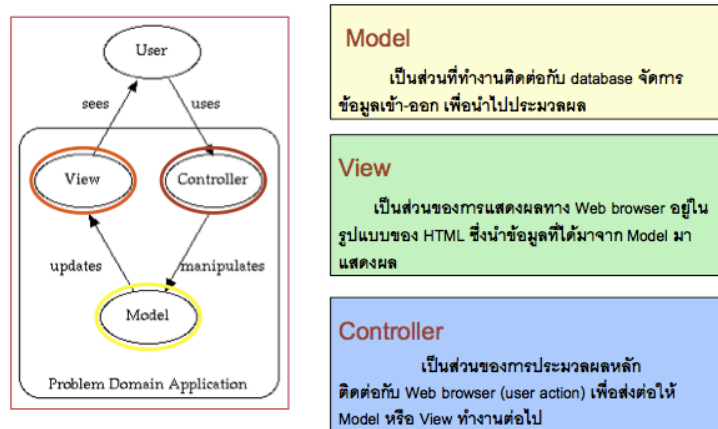 User
sees
uses
View
Controller
updates
manipulates
Model
Problem Domain Application
Model
เป็นส่วนที่ทำงานติดต่อกับ database จัดการ
ข้อมูลเข้า-ออก เพื่อนำไปประมวลผล
View
เป็นส่วนของการแสดงผลทาง Web browser อยู่ใน
รูปแบบของ HTML ซึ่งนำข้อมูลที่ได้มาจาก Model มา
แสดงผล
Controller
เป็นส่วนของการประมวลผลหลัก
ติดต่อกับ Web browser (user action) เพื่อส่งต่อให้
Model หรือ View ทำงานต่อไป